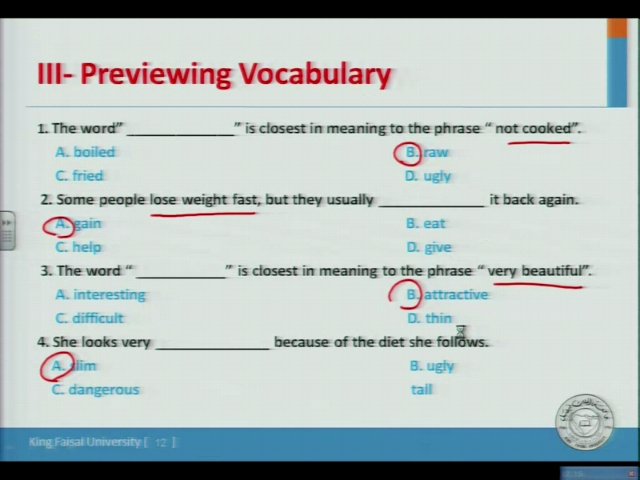 III- Previewing Vocabulary
1. The word” _______________ ” is closest in meaning to the phrase “ not cooked”.
A. boiled B. raw
C. fried D. ugly
2. Some people lose weight fast, but they usually _______________ it back again.
A. gain B. eat
C. help D. give
3. The word “ _____________ ” is closest in meaning to the phrase “ very beautiful”.
A. interesting B. attractive
C. difficult D. thin
4. She looks very ________________ because of the diet she follows.
A. slim B. ugly
C. dangerous tall
King Faisal University [ 12 ]